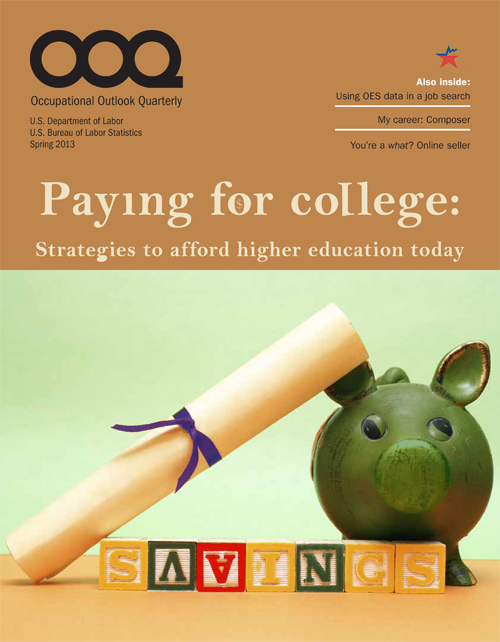 OOQ
Occupational Outlook Quarterly
U.S. Department of Labor
U.S. Bureau of Labor Statistics
Spring 2013
Also inside:
Using OES data in a job search
My career: Composer
You're a what? Online seller
Paying for college:
Strategies to afford higher education today
SAVINGS